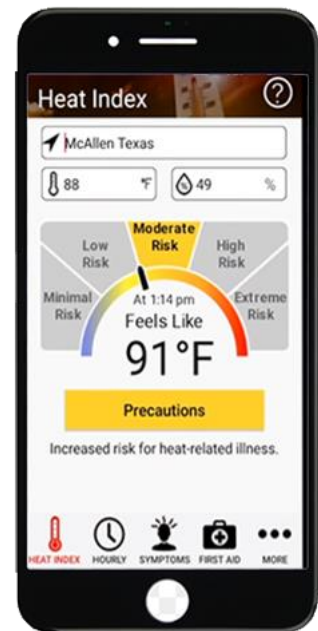 Heat Index ?
McAllen Texas
88 °F 49 %
Minimal
Risk
Low
Risk
Moderate
Risk
High
Risk
Extreme
Risk
At 1:14 pm
Feels Like
91°F
Precautions
Increased risk for heat-related illness.
HEAT INDEX HOURLY SYMPTOMS FIRST AID MORE